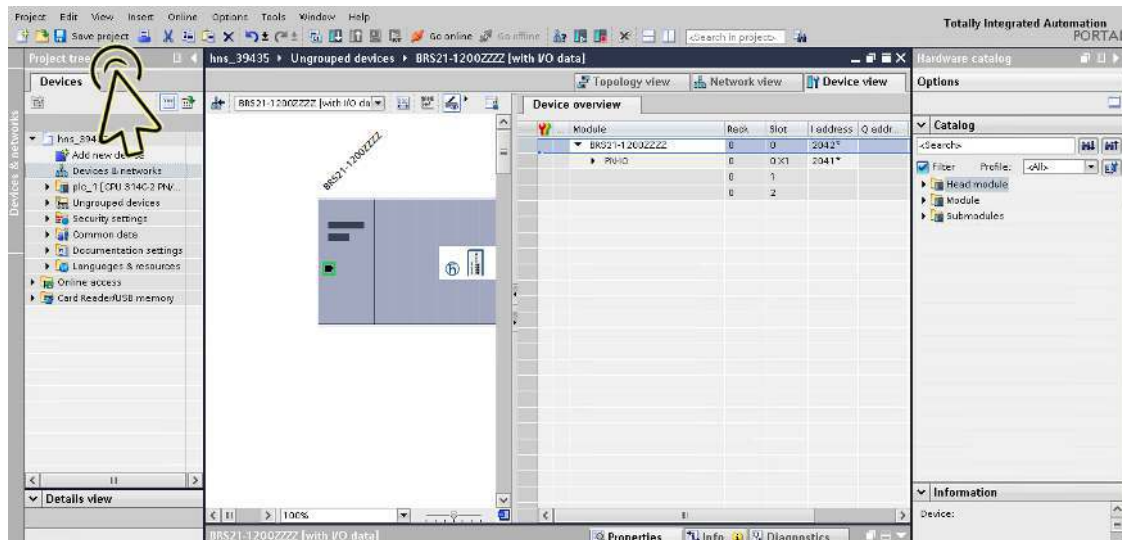 Project Edit View Insert Online Options Tools Window Help
Totally Integrated Automation
PORTAL
Save project
Go online
Go offline
<Search in project>
Project tree
hns_39435 ▸ Ungrouped devices ▸ BRS21-1200ZZZZ [with I/O data]
Hardware catalog
Devices
Topology view
Network view
Device view
Options
BRS21-1200ZZZZ [with I/O da
Device overview
Devices & networks
Module Rack Slot I address Q addr...
BRS21-1200ZZZZ 0 0 2042*
PN-IO 0 0 X1 2041*
0 1
0 2
Catalog
<Search>
Filter Profile: <All>
Head module
Module
Submodules
hns_394
Add new de
Devices & networks
plc_1 [CPU 314C-2 PN/...
Ungrouped devices
Security settings
Common data
Documentation settings
Languages & resources
Online access
Card Reader/USB memory
BRS21-1200ZZZZ
Details view
100%
Information
Device:
BRS21-1200ZZZZ [with I/O data]
Properties
Info
Diagnostics